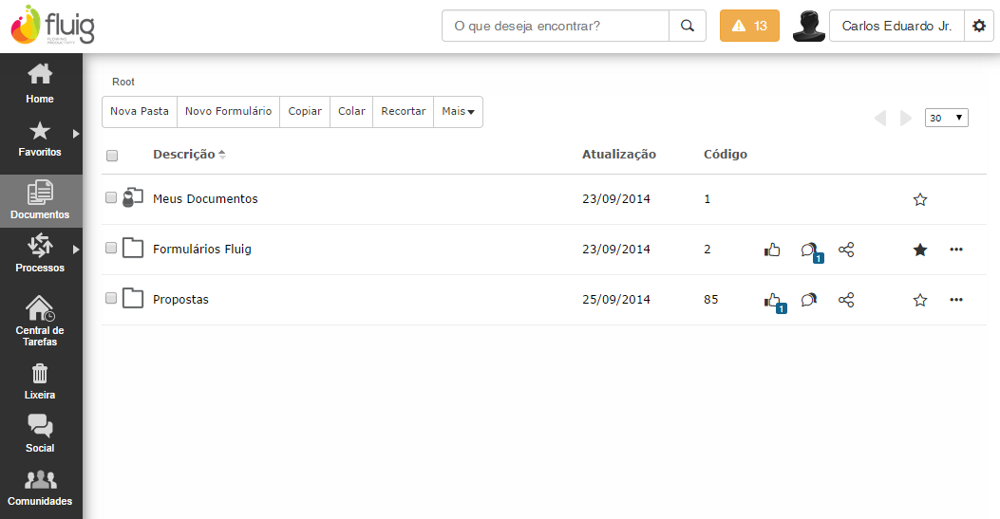 fluig
O que deseja encontrar?
13
Carlos Eduardo Jr.
Home
Favoritos
Documentos
Processos
Central de
Tarefas
Lixeira
Social
Comunidades
Root
Nova Pasta
Novo Formulário
Copiar
Colar
Recortar
Mais
30
Descrição
Atualização
Código
Meus Documentos
23/09/2014
1
Formulários Fluig
23/09/2014
2
1
Propostas
25/09/2014
85
1